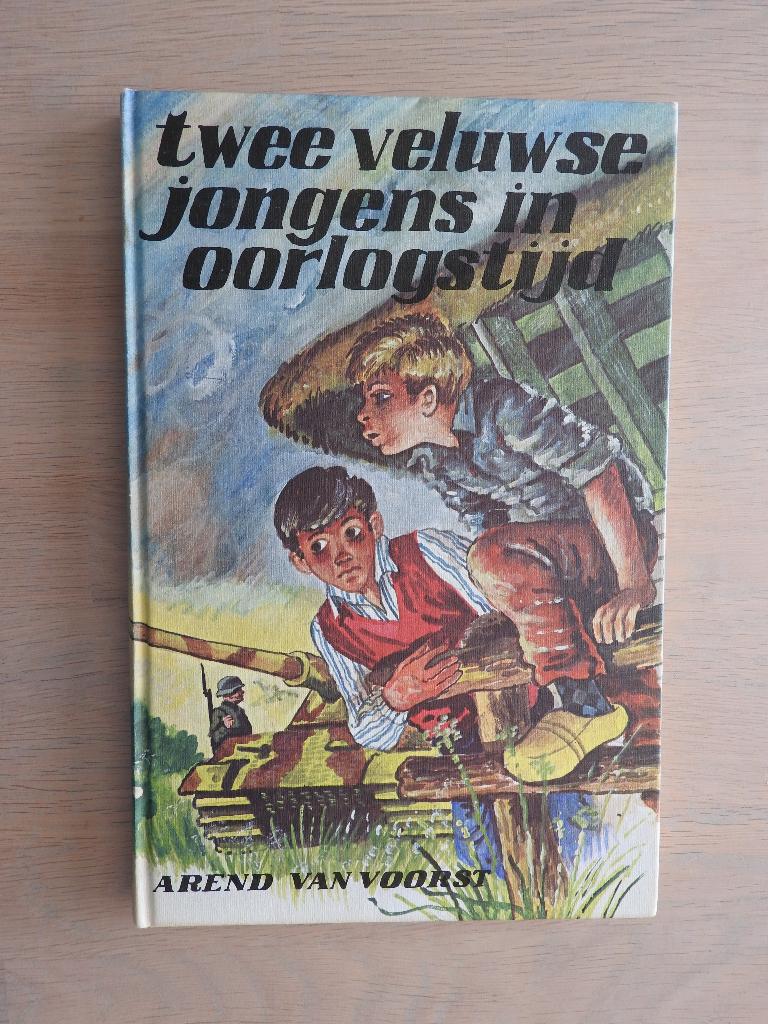 twee veluwse
jongens in
oorlogstijd
AREND VAN VOORST